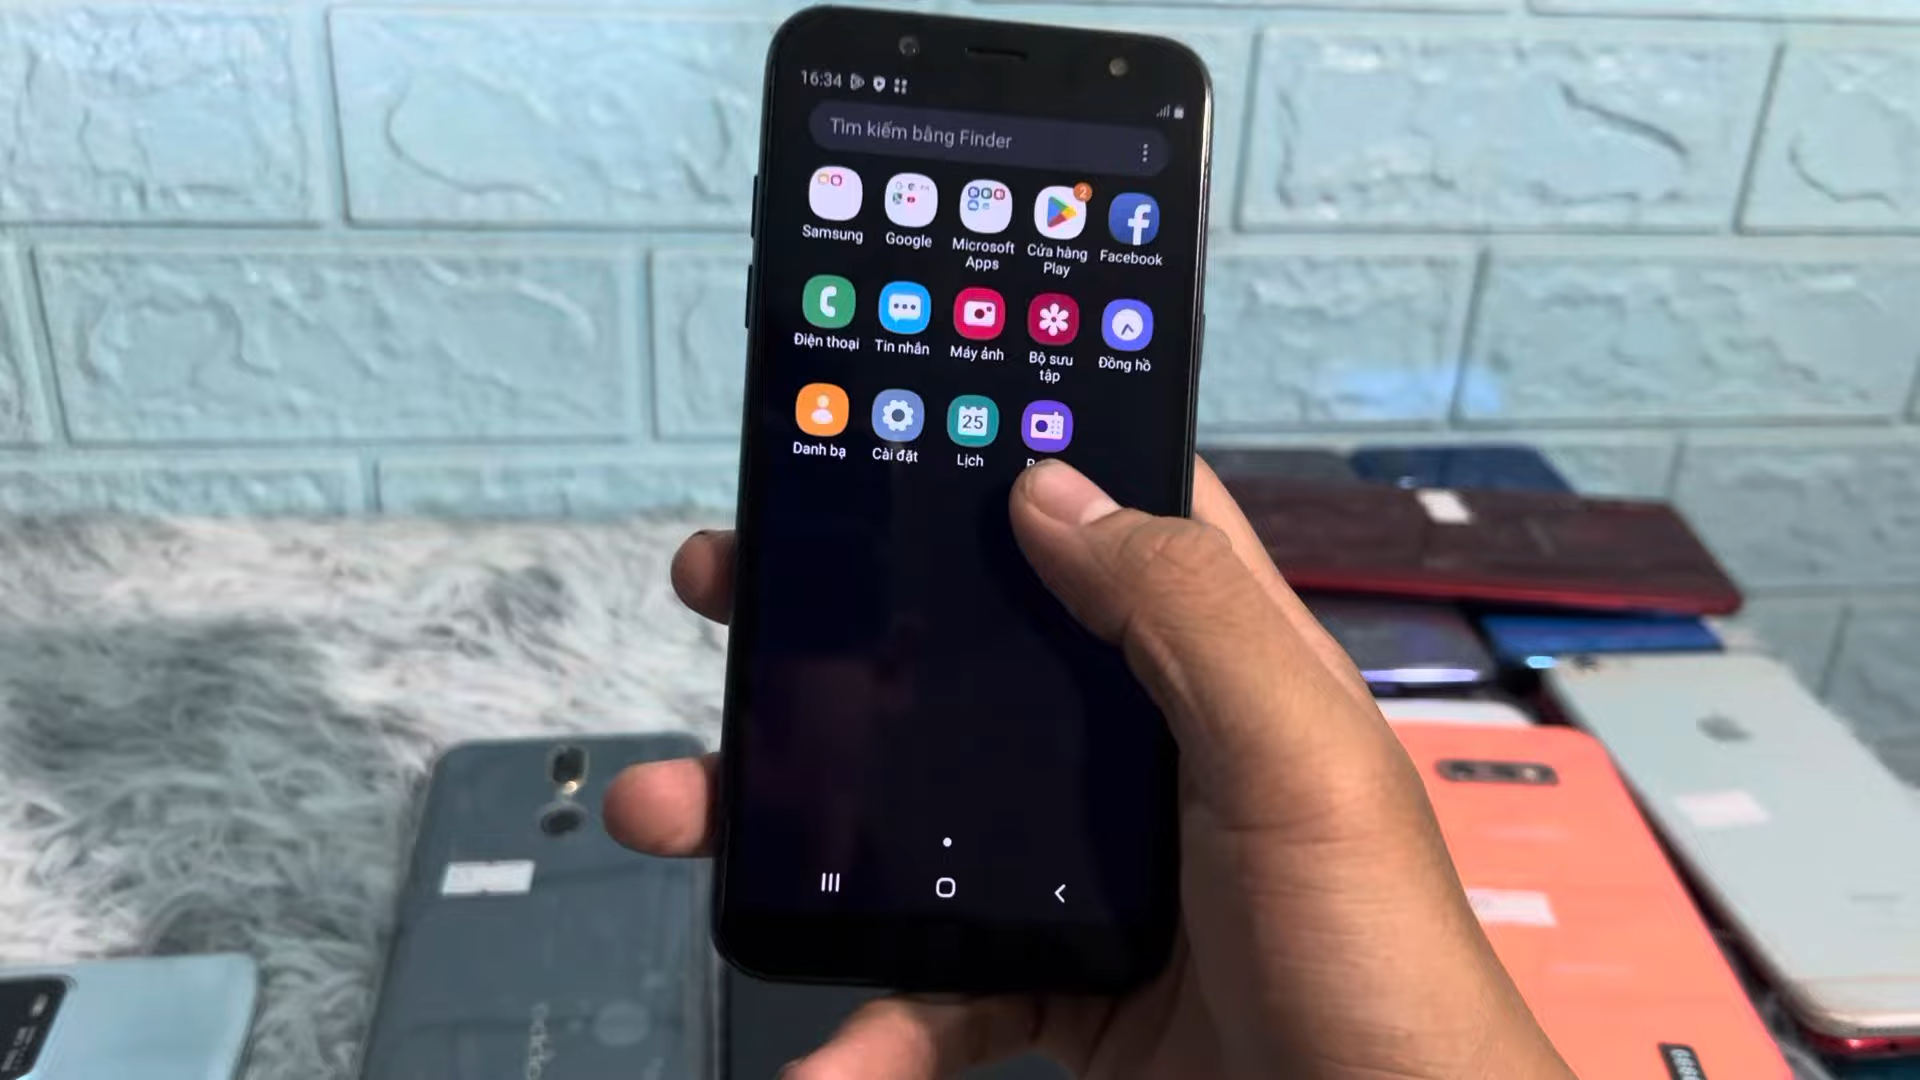 16:34
Tìm kiếm bằng Finder
Samsung
Google
Microsoft Apps
Cửa hàng Play
Facebook
Điện thoại
Tin nhắn
Máy ảnh
Bộ sưu tập
Đồng hồ
Danh bạ
Cài đặt
25
Lịch
2